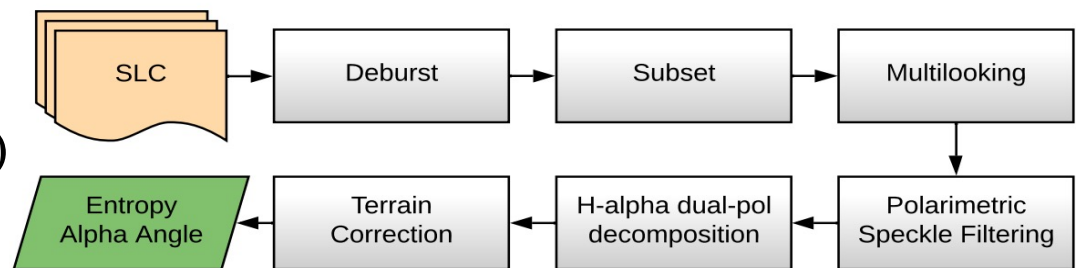 SLC
Deburst
Subset
Multilooking
)
Entropy
Alpha Angle
Terrain
Correction
H-alpha dual-pol
decomposition
Polarimetric
Speckle Filtering